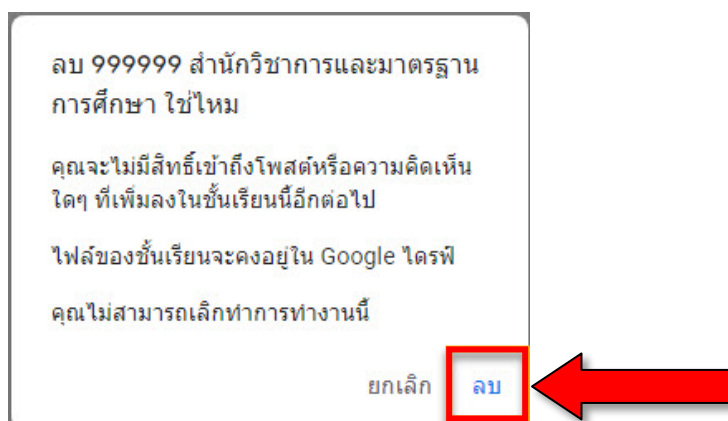 ลบ 999999 สำนักวิชาการและมาตรฐาน
การศึกษา ใช่ไหม
คุณจะไม่มีสิทธิ์เข้าถึงโพสต์หรือความคิดเห็น
ใดๆ ที่เพิ่มลงในชั้นเรียนนี้อีกต่อไป
ไฟล์ของชั้นเรียนจะคงอยู่ใน Google ไดรฟ์
คุณไม่สามารถเลิกทำการทำงานนี้
ยกเลิก ลบ